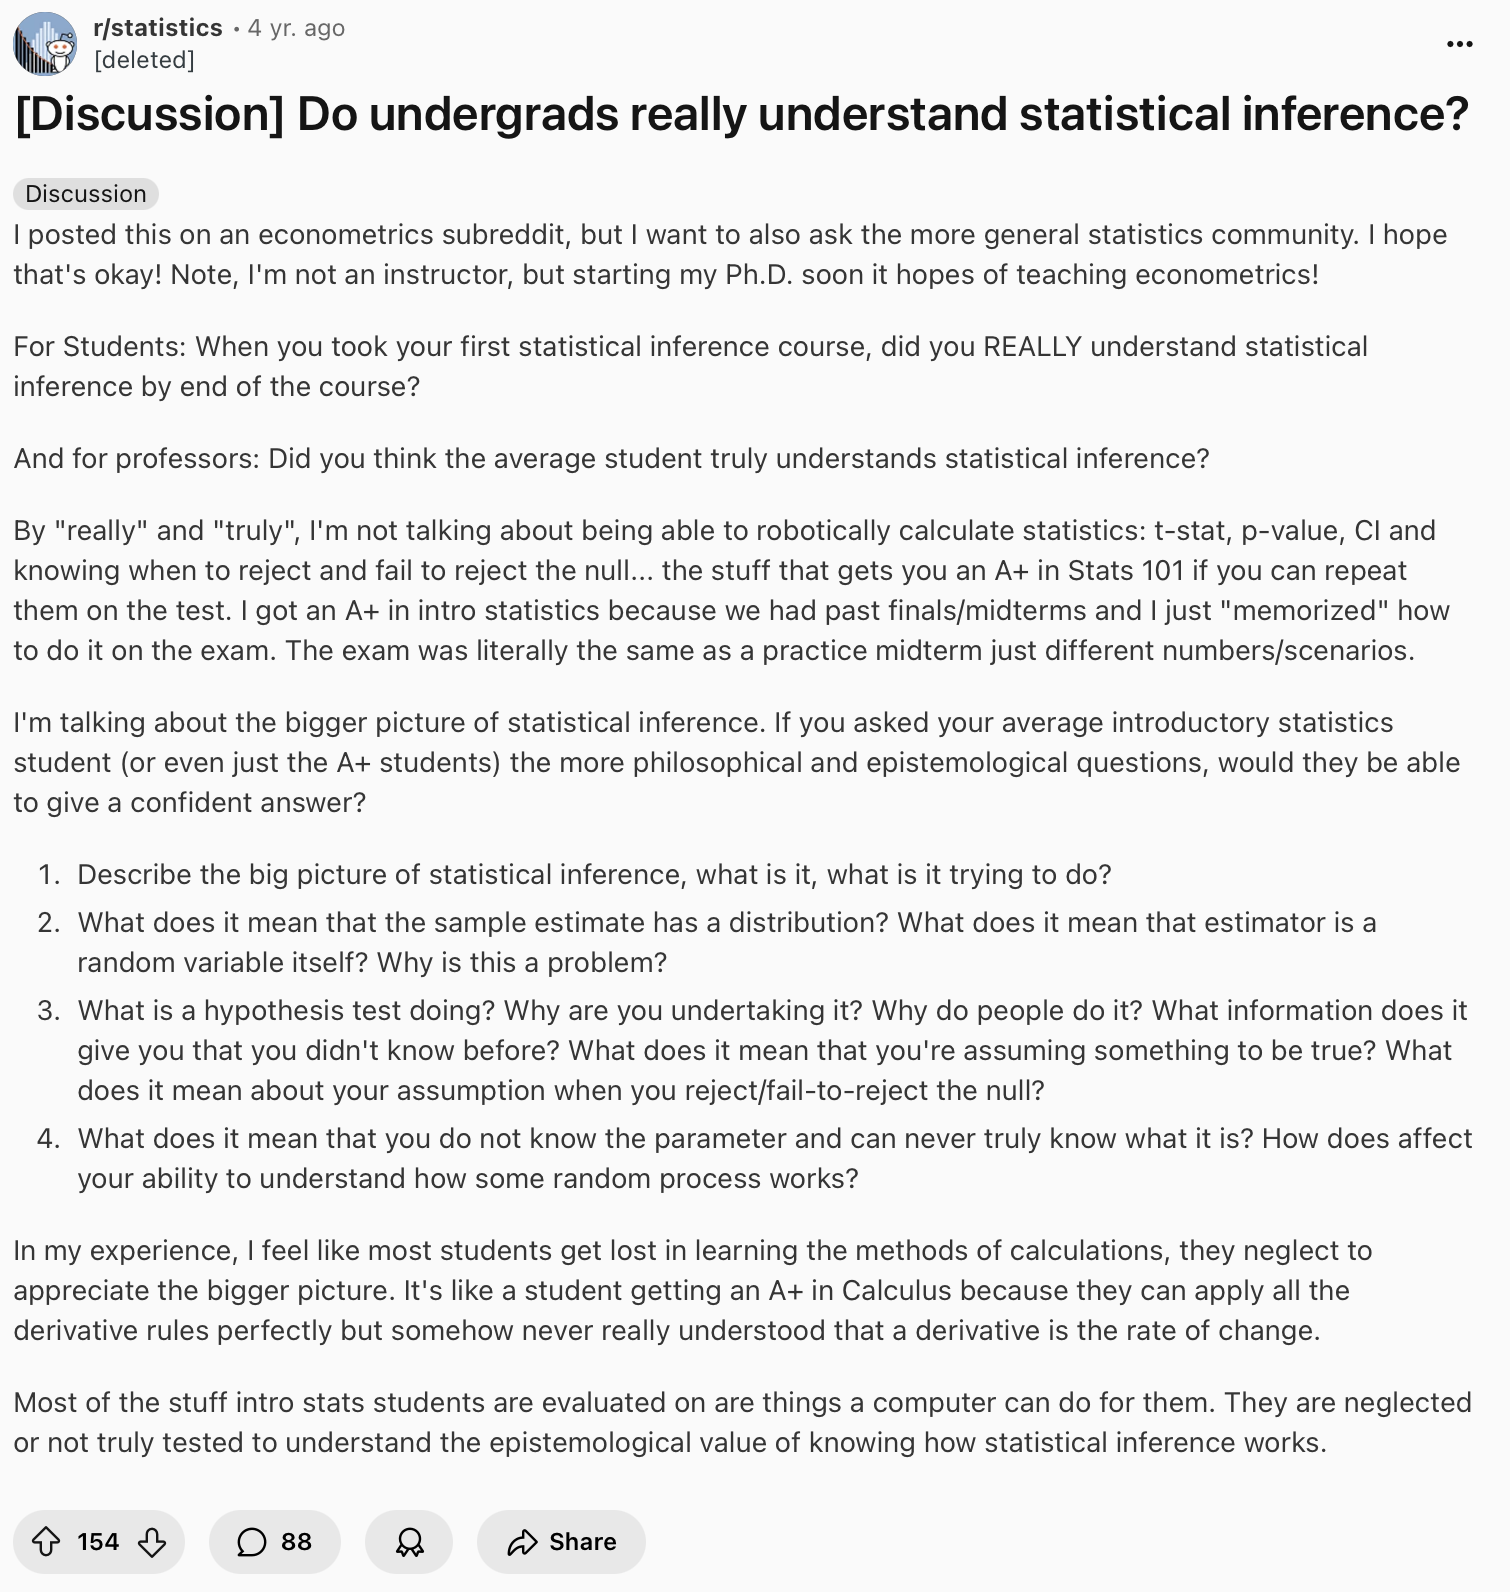 r/statistics • 4 yr. ago
[deleted]
[Discussion] Do undergrads really understand statistical inference?
Discussion
I posted this on an econometrics subreddit, but I want to also ask the more general statistics community. I hope
that's okay! Note, I'm not an instructor, but starting my Ph.D. soon it hopes of teaching econometrics!
For Students: When you took your first statistical inference course, did you REALLY understand statistical
inference by end of the course?
And for professors: Did you think the average student truly understands statistical inference?
By "really" and "truly", I'm not talking about being able to robotically calculate statistics: t-stat, p-value, CI and
knowing when to reject and fail to reject the null... the stuff that gets you an A+ in Stats 101 if you can repeat
them on the test. I got an A+ in intro statistics because we had past finals/midterms and I just "memorized" how
to do it on the exam. The exam was literally the same as a practice midterm just different numbers/scenarios.
I'm talking about the bigger picture of statistical inference. If you asked your average introductory statistics
student (or even just the A+ students) the more philosophical and epistemological questions, would they be able
to give a confident answer?
1. Describe the big picture of statistical inference, what is it, what is it trying to do?
2. What does it mean that the sample estimate has a distribution? What does it mean that estimator is a
random variable itself? Why is this a problem?
3. What is a hypothesis test doing? Why are you undertaking it? Why do people do it? What information does it
give you that you didn't know before? What does it mean that you're assuming something to be true? What
does it mean about your assumption when you reject/fail-to-reject the null?
4. What does it mean that you do not know the parameter and can never truly know what it is? How does affect
your ability to understand how some random process works?
In my experience, I feel like most students get lost in learning the methods of calculations, they neglect to
appreciate the bigger picture. It's like a student getting an A+ in Calculus because they can apply all the
derivative rules perfectly but somehow never really understood that a derivative is the rate of change.
Most of the stuff intro stats students are evaluated on are things a computer can do for them. They are neglected
or not truly tested to understand the epistemological value of knowing how statistical inference works.
154 88 Share